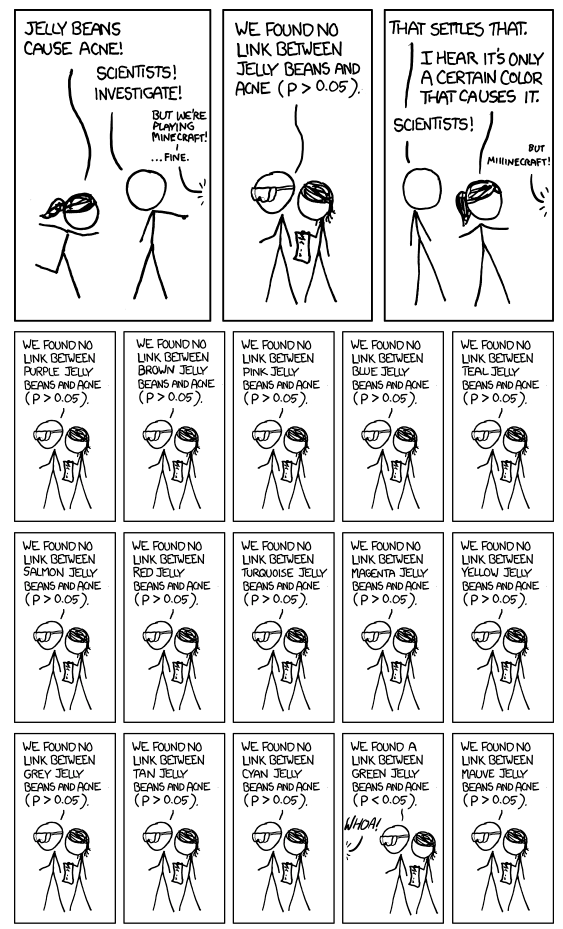 JELLY BEANS
CAUSE ACNE!
SCIENTISTS!
INVESTIGATE!
BUT WE'RE
PLAYING
MINECRAFT!
...FINE.
WE FOUND NO
LINK BETWEEN
JELLY BEANS AND
ACNE (P > 0.05).
THAT SETTLES THAT.
I HEAR IT'S ONLY
A CERTAIN COLOR
THAT CAUSES IT.
SCIENTISTS!
BUT
MIIIINECRAFT!
WE FOUND NO
LINK BETWEEN
PURPLE JELLY
BEANS AND ACNE
(P > 0.05).
WE FOUND NO
LINK BETWEEN
BROWN JELLY
BEANS AND ACNE
(P > 0.05).
WE FOUND NO
LINK BETWEEN
PINK JELLY
BEANS AND ACNE
(P > 0.05).
WE FOUND NO
LINK BETWEEN
BLUE JELLY
BEANS AND ACNE
(P > 0.05).
WE FOUND NO
LINK BETWEEN
TEAL JELLY
BEANS AND ACNE
(P > 0.05).
WE FOUND NO
LINK BETWEEN
SALMON JELLY
BEANS AND ACNE
(P > 0.05).
WE FOUND NO
LINK BETWEEN
RED JELLY
BEANS AND ACNE
(P > 0.05).
WE FOUND NO
LINK BETWEEN
TURQUOISE JELLY
BEANS AND ACNE
(P > 0.05).
WE FOUND NO
LINK BETWEEN
MAGENTA JELLY
BEANS AND ACNE
(P > 0.05).
WE FOUND NO
LINK BETWEEN
YELLOW JELLY
BEANS AND ACNE
(P > 0.05).
WE FOUND NO
LINK BETWEEN
GREY JELLY
BEANS AND ACNE
(P > 0.05).
WE FOUND NO
LINK BETWEEN
TAN JELLY
BEANS AND ACNE
(P > 0.05).
WE FOUND NO
LINK BETWEEN
CYAN JELLY
BEANS AND ACNE
(P > 0.05).
WE FOUND A
LINK BETWEEN
GREEN JELLY
BEANS AND ACNE
(P < 0.05).
WHOA!
WE FOUND NO
LINK BETWEEN
MAUVE JELLY
BEANS AND ACNE
(P > 0.05).